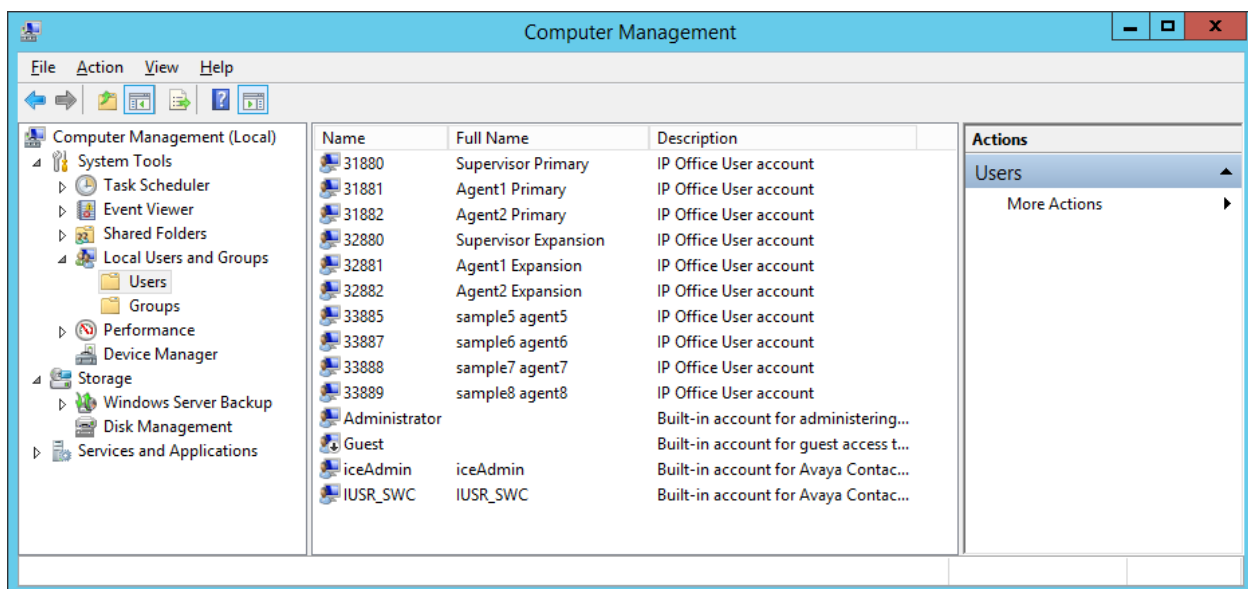 Computer Management
File Action View Help
Computer Management (Local)
System Tools
Task Scheduler
Event Viewer
Shared Folders
Local Users and Groups
Users
Groups
Performance
Device Manager
Storage
Windows Server Backup
Disk Management
Services and Applications
Name Full Name Description
31880 Supervisor Primary IP Office User account
31881 Agent1 Primary IP Office User account
31882 Agent2 Primary IP Office User account
32880 Supervisor Expansion IP Office User account
32881 Agent1 Expansion IP Office User account
32882 Agent2 Expansion IP Office User account
33885 sample5 agent5 IP Office User account
33887 sample6 agent6 IP Office User account
33888 sample7 agent7 IP Office User account
33889 sample8 agent8 IP Office User account
Administrator Built-in account for administering...
Guest Built-in account for guest access t...
iceAdmin iceAdmin Built-in account for Avaya Contac...
IUSR_SWC IUSR_SWC Built-in account for Avaya Contac...
Actions
Users
More Actions